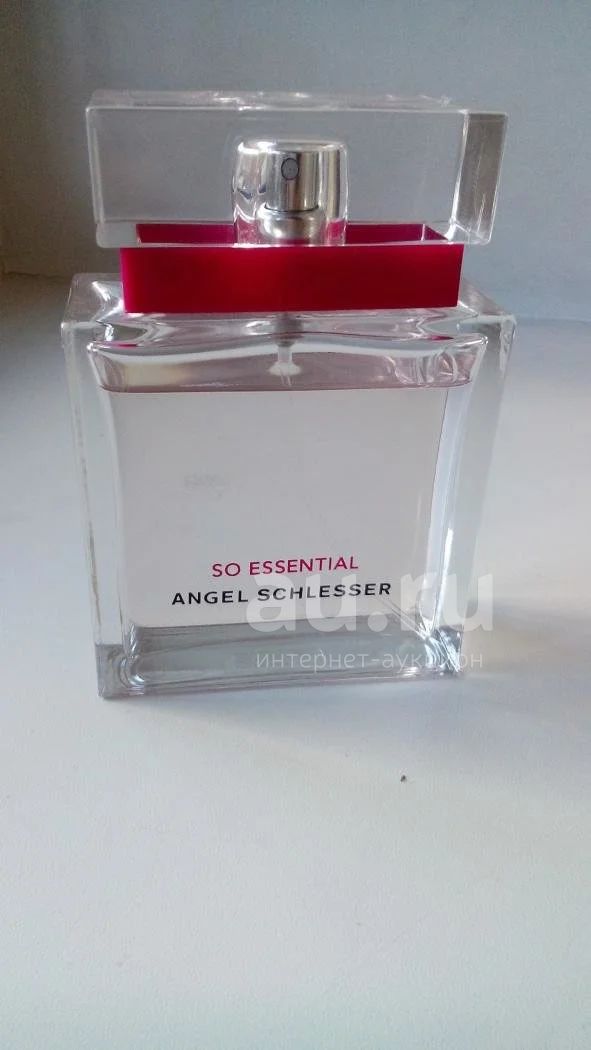 SO ESSENTIAL
ANGEL SCHLESSER
au.ru
интернет-аукцион